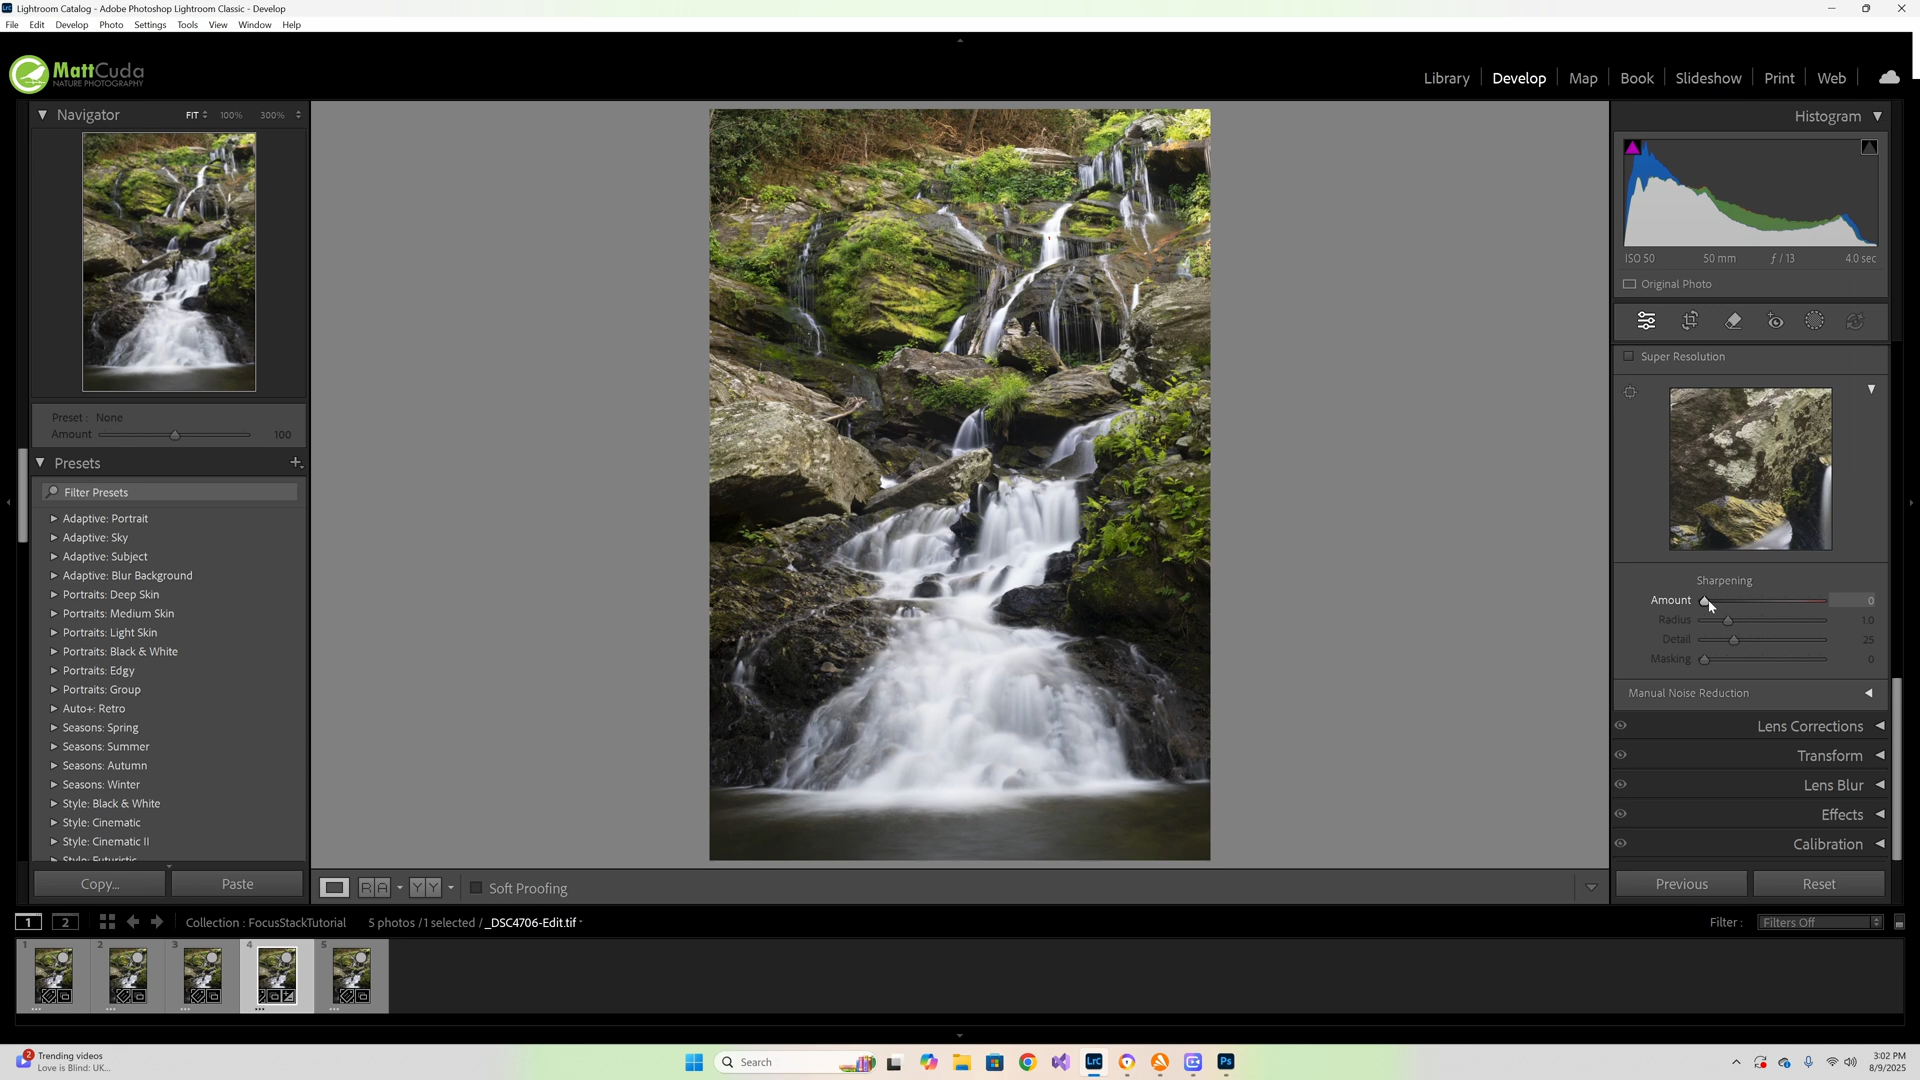 Lightroom Catalog - Adobe Photoshop Lightroom Classic - Develop
File Edit Develop Photo Settings Tools View Window Help
MattCuda
NATURE PHOTOGRAPHY
Library Develop Map Book Slideshow Print Web
Navigator FIT 100% 300%
Histogram
ISO 50 50 mm ƒ / 13 4.0 sec
Original Photo
Super Resolution
Preset : None
Amount 100
Presets
Filter Presets
Adaptive: Portrait
Adaptive: Sky
Adaptive: Subject
Adaptive: Blur Background
Portraits: Deep Skin
Portraits: Medium Skin
Portraits: Light Skin
Portraits: Black & White
Portraits: Edgy
Portraits: Group
Auto+: Retro
Seasons: Spring
Seasons: Summer
Seasons: Autumn
Seasons: Winter
Style: Black & White
Style: Cinematic
Style: Cinematic II
Style: Futuristic
Copy... Paste
Sharpening
Amount 0
Radius 1.0
Detail 25
Masking 0
Manual Noise Reduction
Lens Corrections
Transform
Lens Blur
Effects
Calibration
Previous Reset
R A Y Y Soft Proofing
1 2 Collection : FocusStackTutorial 5 photos / 1 selected / _DSC4706-Edit.tif
Filter : Filters Off
1 2 3 4 5
2 Trending videos
Love is Blind: UK...
Search
LrC
Ps
3:02 PM
8/9/2025